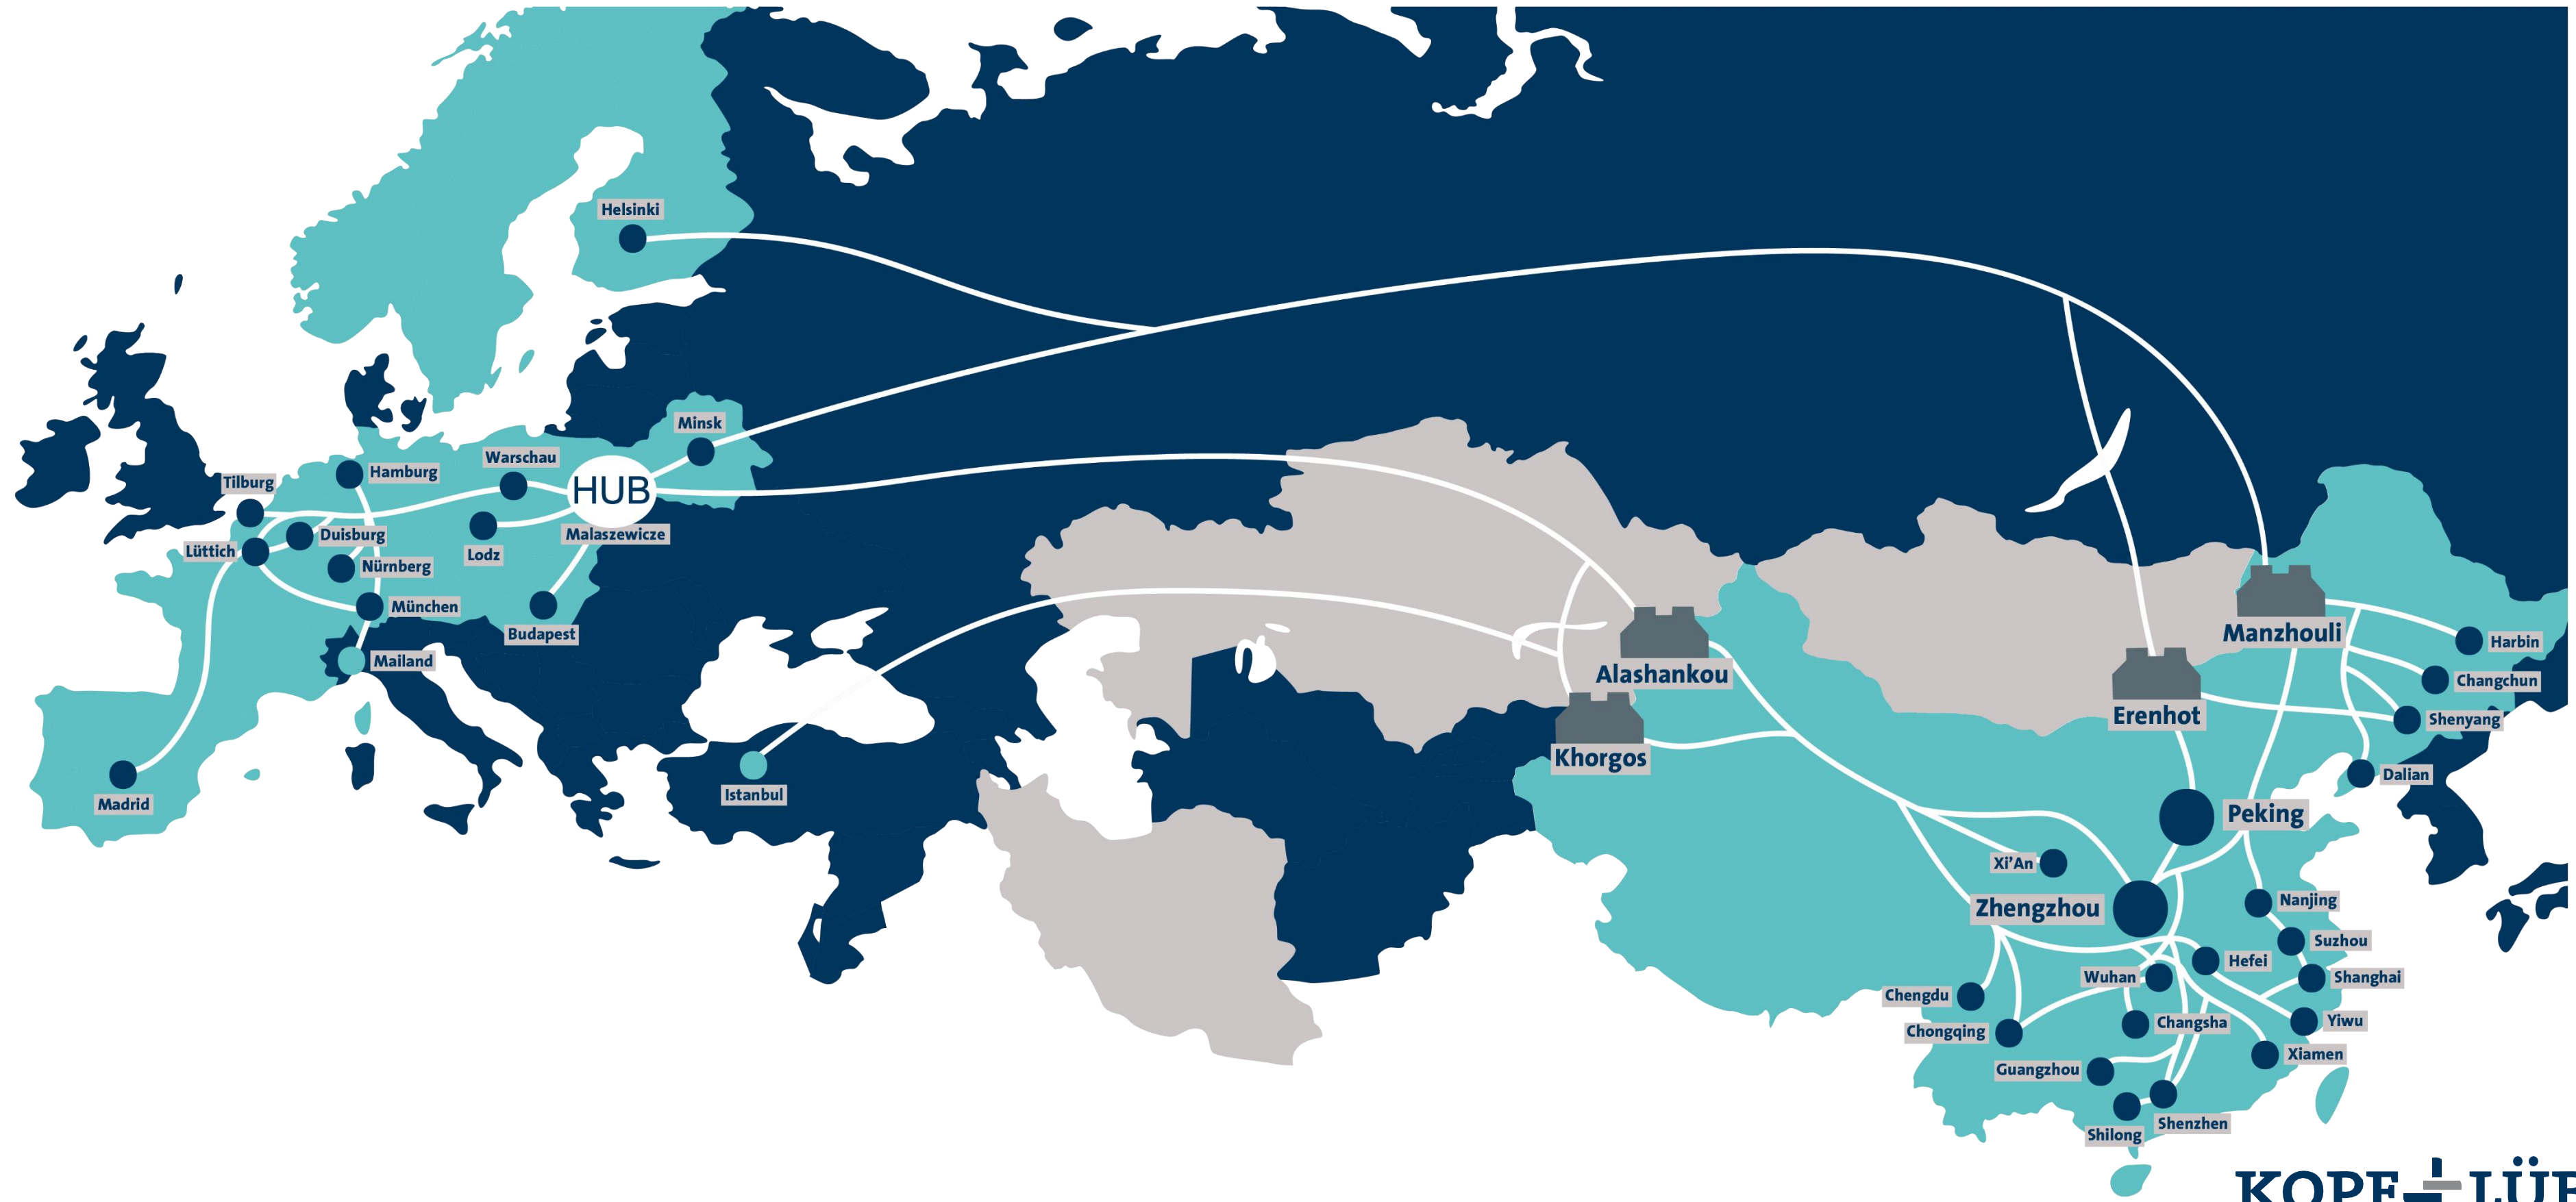 Helsinki
Minsk
Warschau
Hamburg
Tilburg
HUB
Malaszewicze
Duisburg
Lüttich
Lodz
Nürnberg
München
Budapest
Mailand
Madrid
Istanbul
Alashankou
Khorgos
Manzhouli
Erenhot
Harbin
Changchun
Shenyang
Dalian
Peking
Xi'An
Zhengzhou
Nanjing
Suzhou
Hefei
Wuhan
Shanghai
Chengdu
Changsha
Yiwu
Chongqing
Xiamen
Guangzhou
Shenzhen
Shilong